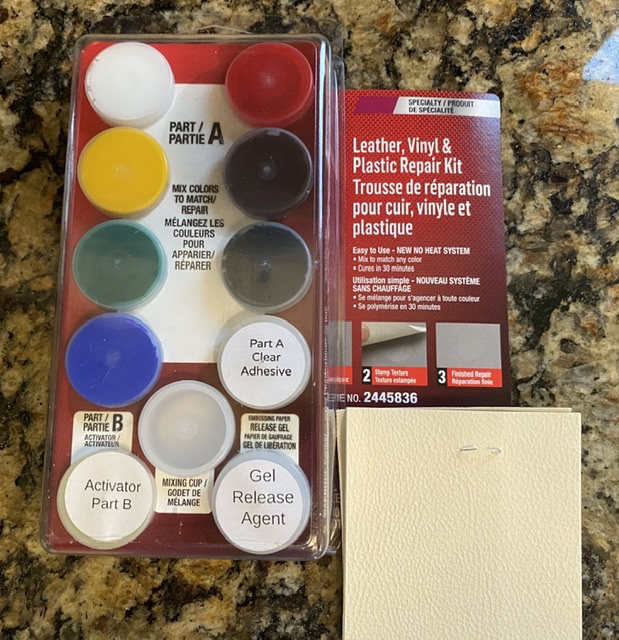 PART /
PARTIE A
MIX COLORS
TO MATCH/
REPAIR
MÉLANGEZ LES
COULEURS
POUR
APPARIER/
RÉPARER
Part A
Clear
Adhesive
PART /
PARTIE
B
ACTIVATOR /
ACTIVATEUR
EMBOSSING PAPER
RELEASE GEL
PAPIER DE GAUFRAGE
GEL DE LIBÉRATION
MIXING CUP /
GODET DE
MÉLANGE
Activator
Part B
Gel
Release
Agent
SPECIALTY / PRODUIT
DE SPÉCIALITÉ
Leather, Vinyl &
Plastic Repair Kit
Trousse de réparation
pour cuir, vinyle et
plastique
Easy to Use - NEW NO HEAT SYSTEM
• Mix to match any color
• Cures in 30 minutes
Utilisation simple - NOUVEAU SYSTÈME
SANS CHAUFFAGE
• Se mélange pour s'agencer à toute couleur
• Se polymérise en 30 minutes
2 Stamp Texture
Texture estampée
3 Finished Repair
Réparation finie
NO. 2445836